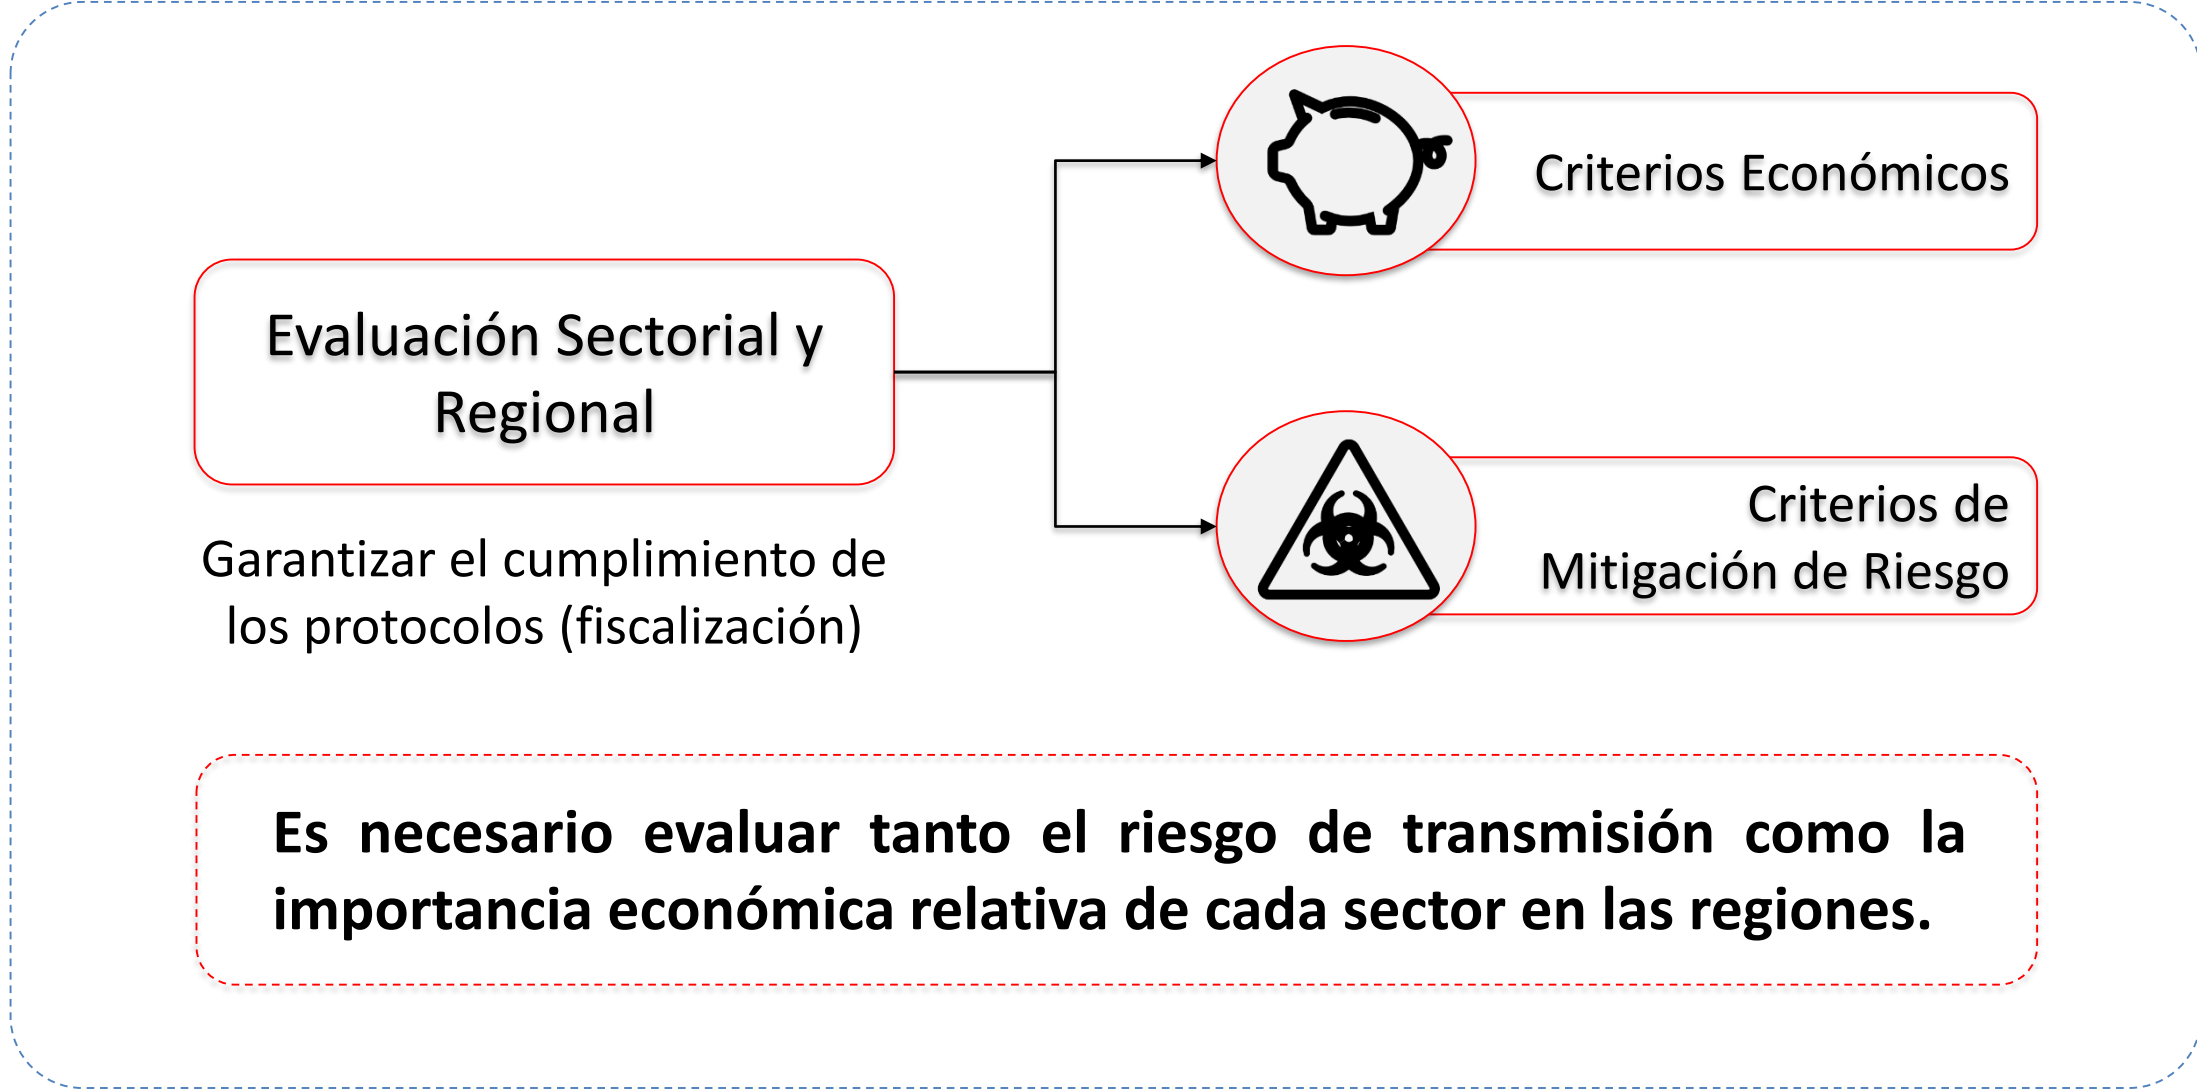 Evaluación Sectorial y
Regional
Garantizar el cumplimiento de
los protocolos (fiscalización)
Criterios Económicos
Criterios de
Mitigación de Riesgo
Es necesario evaluar tanto el riesgo de transmisión como la
importancia económica relativa de cada sector en las regiones.